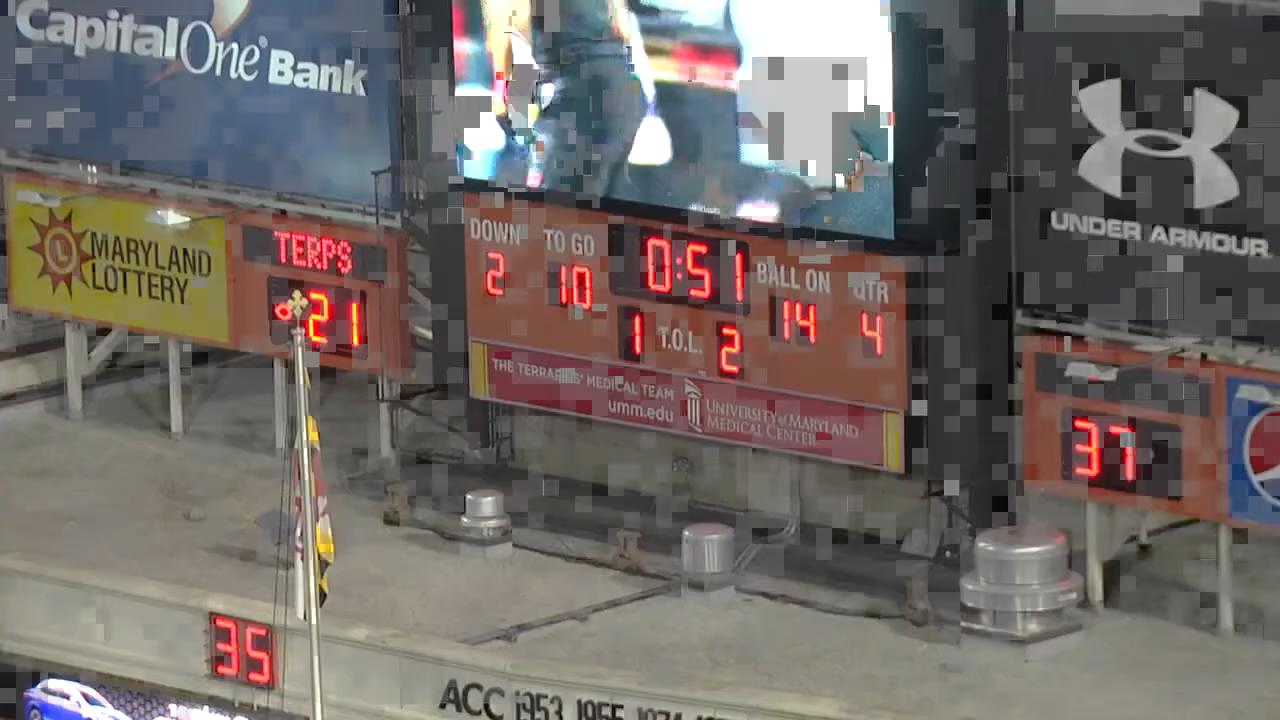 Capital One® Bank
MARYLAND
LOTTERY
TERPS
21
DOWN
TO GO
0:51
BALL ON
QTR
2
10
14
4
1
T.O.L.
2
THE TERRAPINS' MEDICAL TEAM
umm.edu
UNIVERSITY of MARYLAND
MEDICAL CENTER
UNDER ARMOUR
37
35
ACC 1953 1955 1974